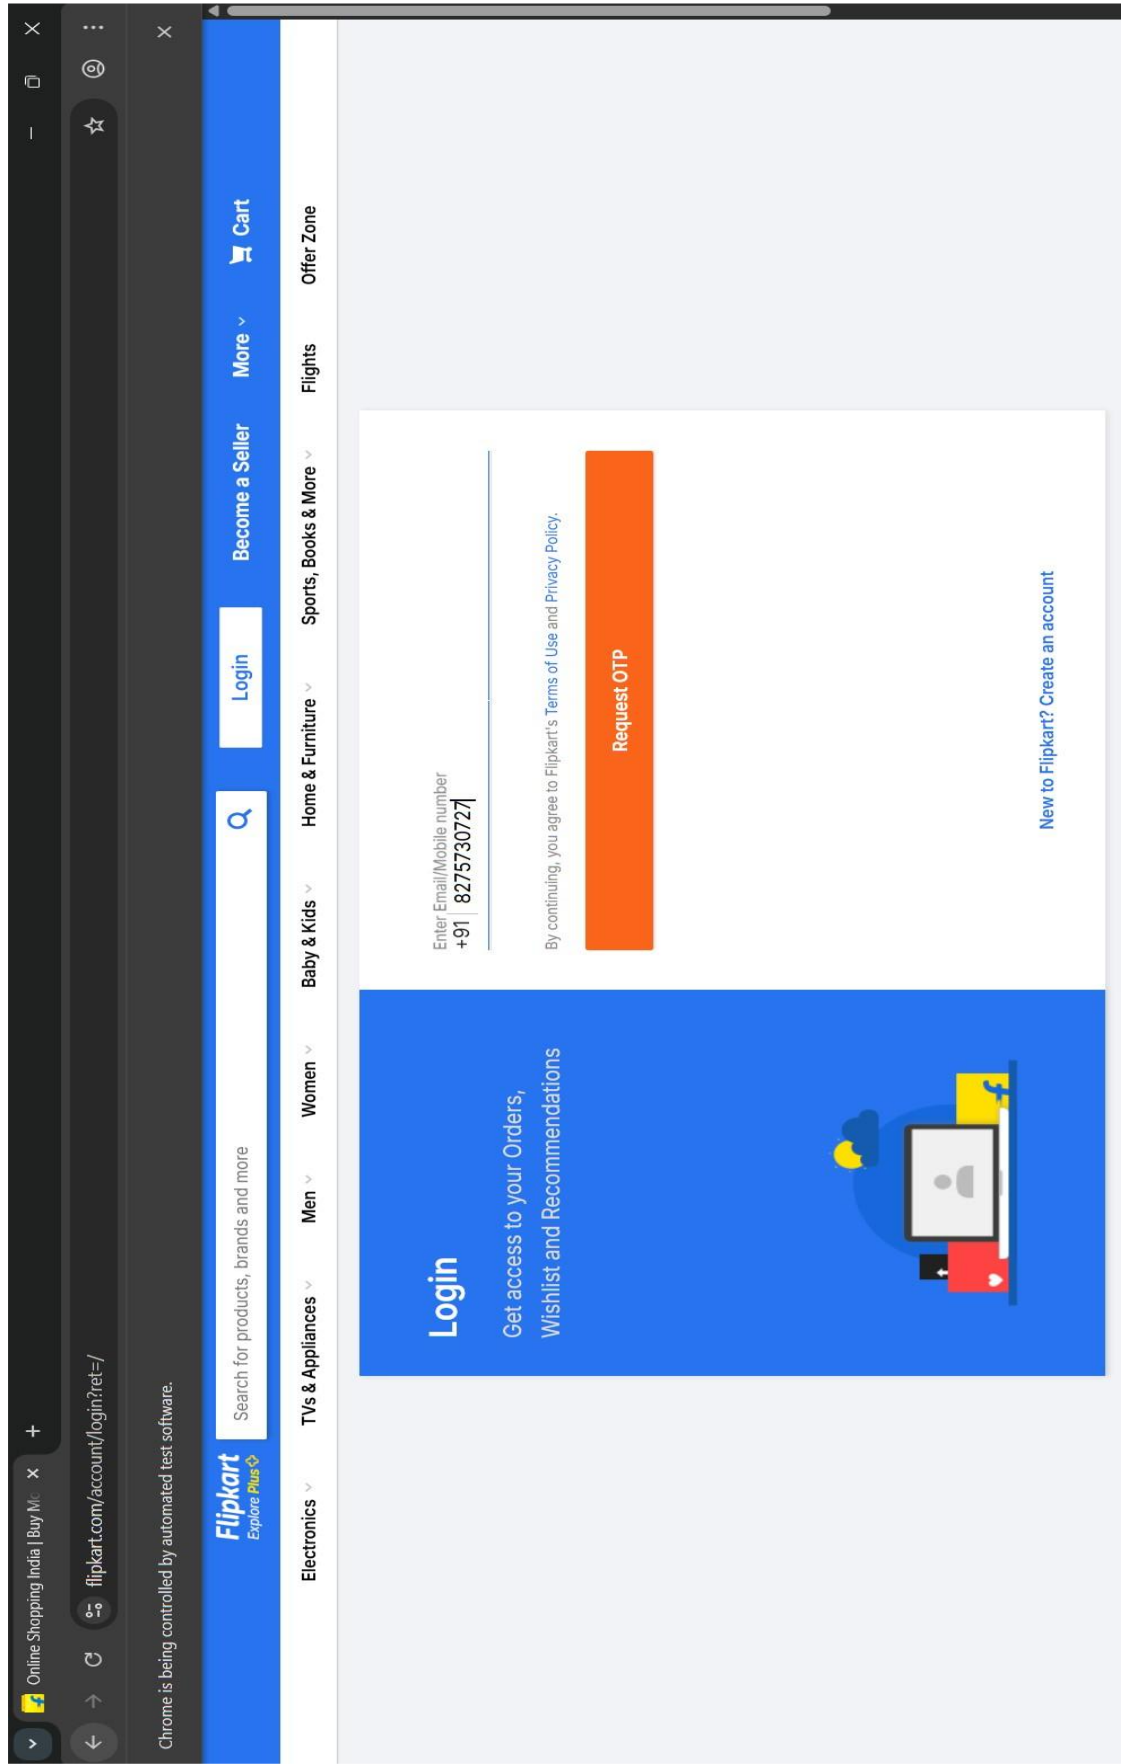 Online Shopping India | Buy Mo
flipkart.com/account/login?ret=/
Chrome is being controlled by automated test software.
Flipkart
Explore Plus
Search for products, brands and more
Login
Become a Seller
More
Cart
Electronics
TVs & Appliances
Men
Women
Baby & Kids
Home & Furniture
Sports, Books & More
Flights
Offer Zone
Login
Get access to your Orders,
Wishlist and Recommendations
Enter Email/Mobile number
+91 8275730727
By continuing, you agree to Flipkart's Terms of Use and Privacy Policy.
Request OTP
New to Flipkart? Create an account